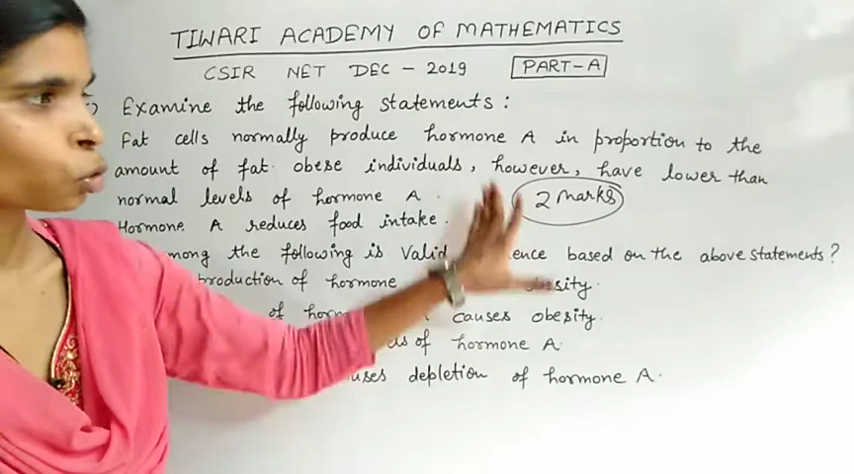 TIWARI ACADEMY OF MATHEMATICS
CSIR NET DEC - 2019 PART-A
Examine the following statements :
Fat cells normally produce hormone A in proportion to the
amount of fat. obese individuals, however, have lower than
normal levels of hormone A.
2 marks
Hormone A reduces food intake.
mong the following is Valid ence based on the above statements?
production of hormone besity.
of causes obesity.
of hormone A.
depletion of hormone A.